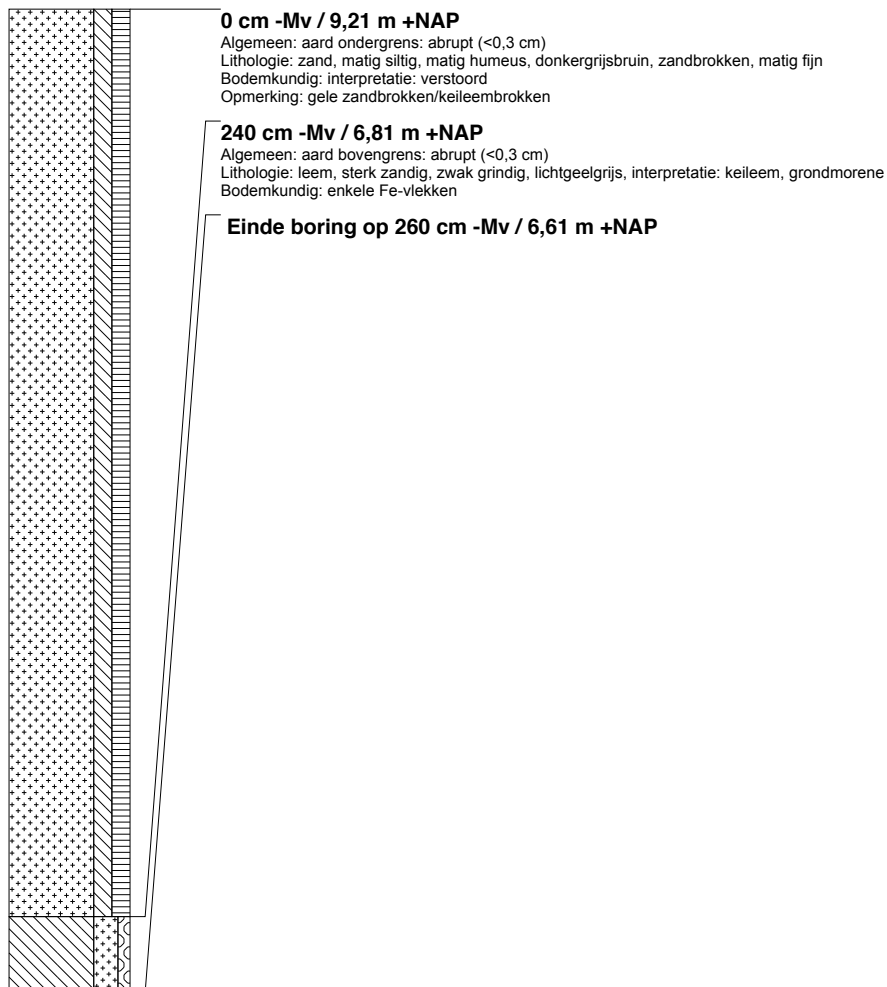 0 cm -Mv / 9,21 m +NAP
Algemeen: aard ondergrens: abrupt (<0,3 cm)
Lithologie: zand, matig siltig, matig humeus, donkergrijsbruin, zandbrokken, matig fijn
Bodemkundig: interpretatie: verstoord
Opmerking: gele zandbrokken/keileembrokken
240 cm -Mv / 6,81 m +NAP
Algemeen: aard bovengrens: abrupt (<0,3 cm)
Lithologie: leem, sterk zandig, zwak grindig, lichtgeelgrijs, interpretatie: keileem, grondmorene
Bodemkundig: enkele Fe-vlekken
Einde boring op 260 cm -Mv / 6,61 m +NAP